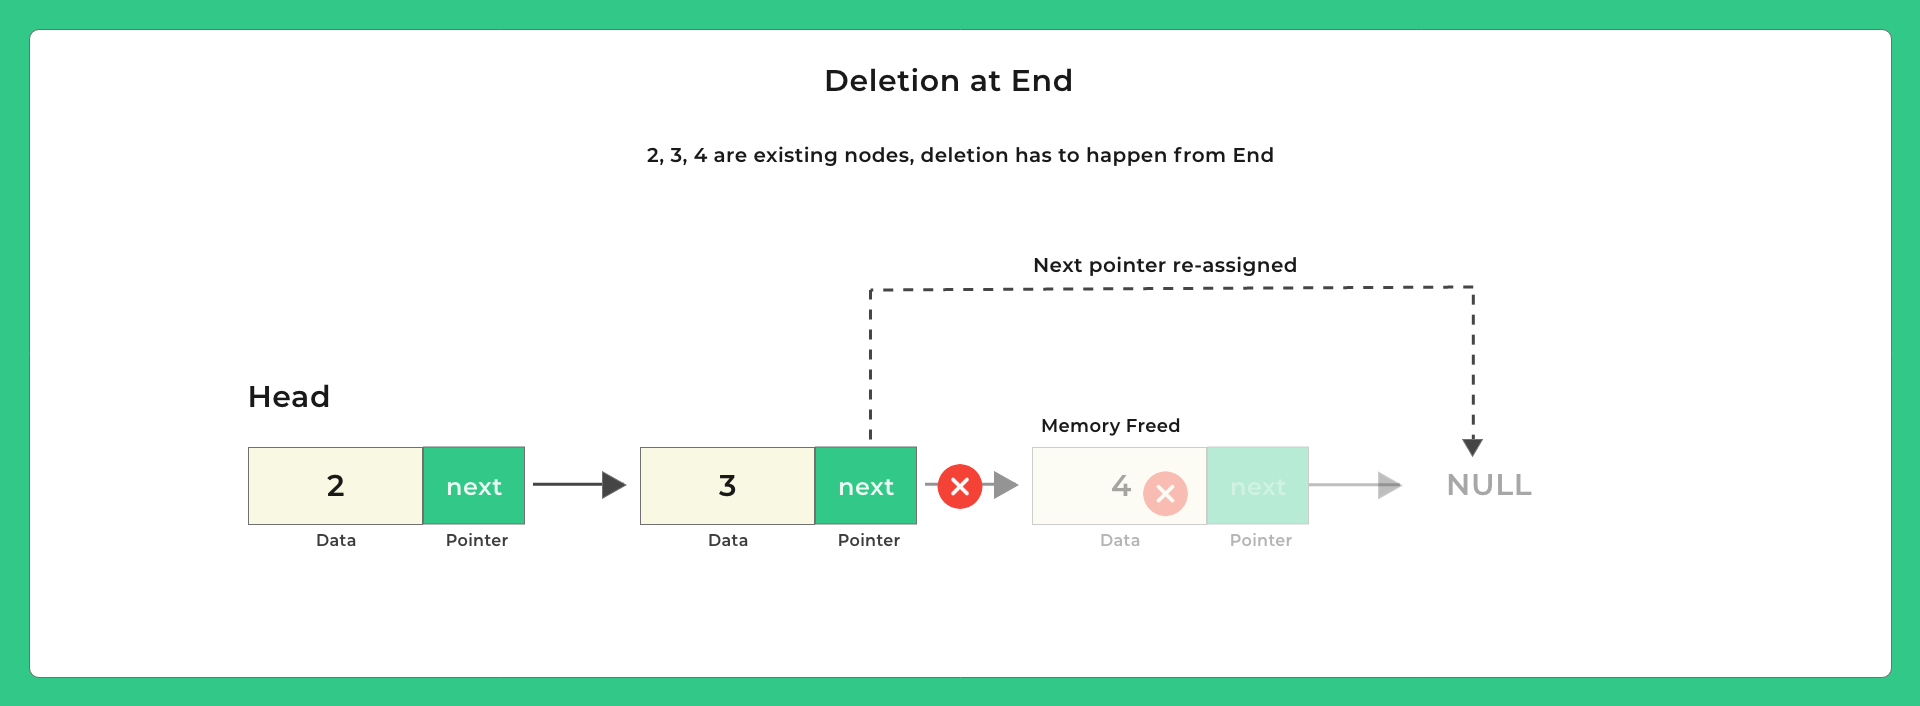 Deletion at End
2, 3, 4 are existing nodes, deletion has to happen from End
Next pointer re-assigned
Head
Memory Freed
2 next 3 next 4 next NULL
Data Pointer Data Pointer Data Pointer